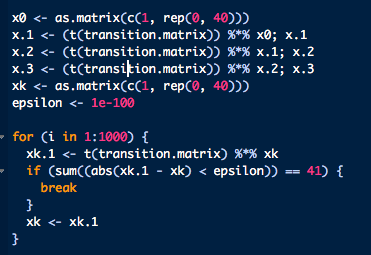 x0 <- as.matrix(c(1, rep(0, 40)))
x.1 <- (t(transition.matrix)) %*% x0; x.1
x.2 <- (t(transition.matrix)) %*% x.1; x.2
x.3 <- (t(transition.matrix)) %*% x.2; x.3
xk <- as.matrix(c(1, rep(0, 40)))
epsilon <- 1e-100
for (i in 1:1000) {
xk.1 <- t(transition.matrix) %*% xk
if (sum((abs(xk.1 - xk) < epsilon)) == 41) {
break
}
xk <- xk.1
}